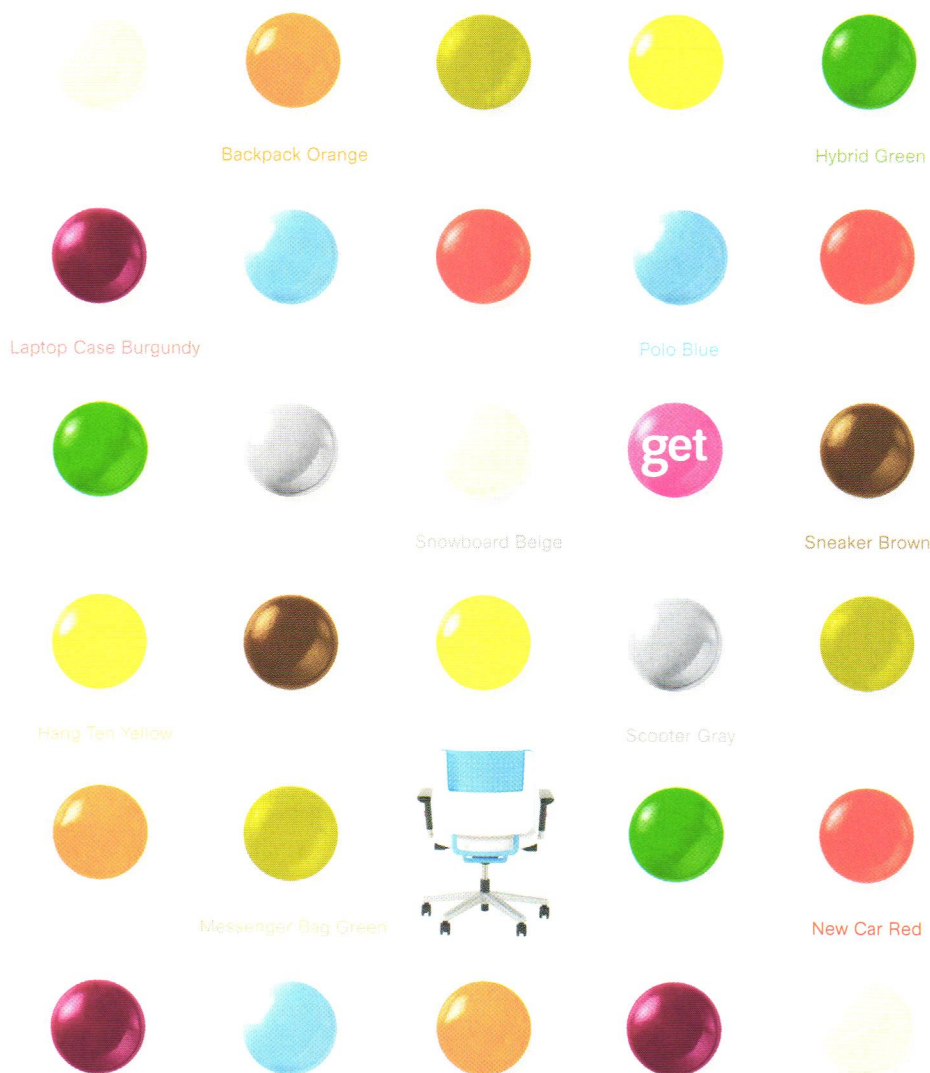 Backpack Orange
Hybrid Green
Laptop Case Burgundy
Polo Blue
get
Snowboard Beige
Sneaker Brown
Hang Ten Yellow
Scooter Gray
Messenger Bag Green
New Car Red